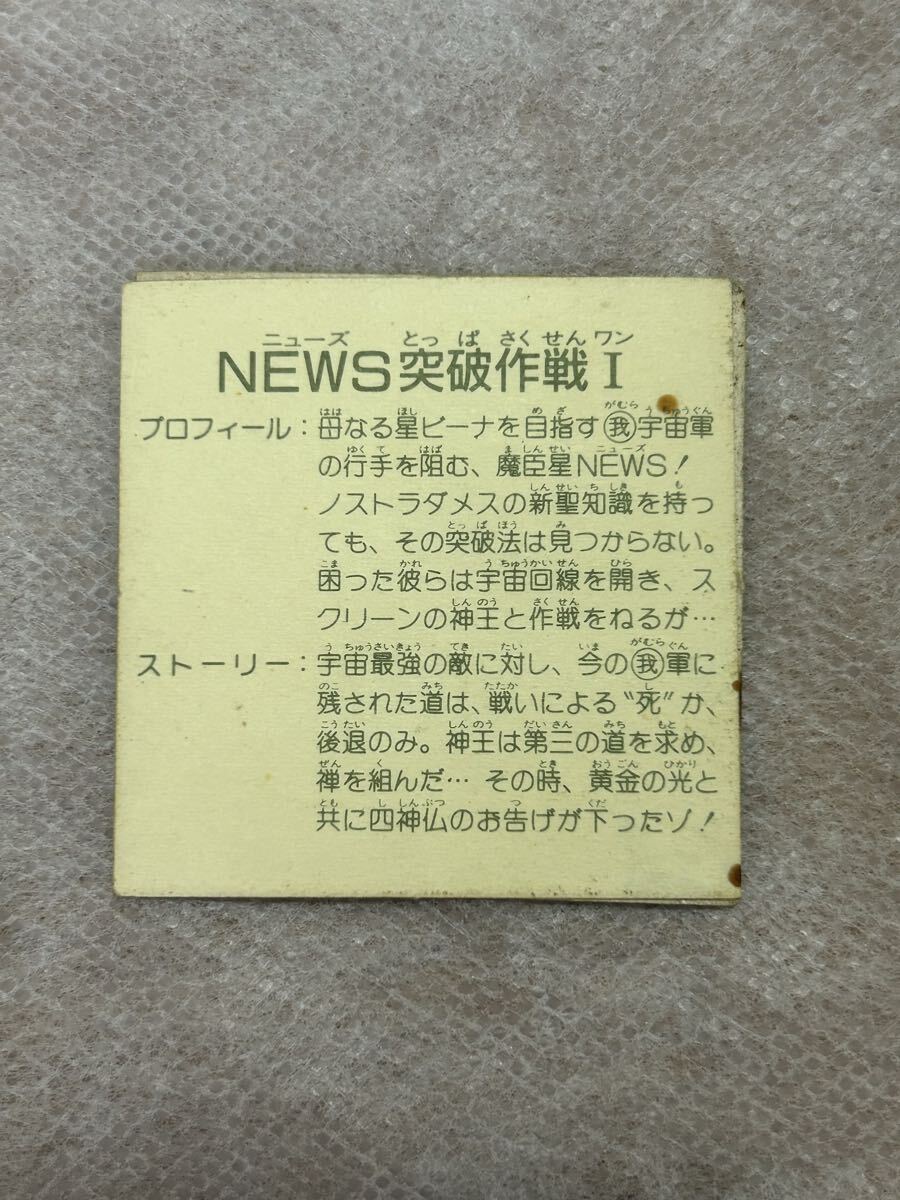 NEWS突破作戦Ⅰ
プロフィール：母なる星ビーナを目指す㊝宇宙軍
の行手を阻む、魔臣星NEWS！
ノストラダメスの新聖知識を持っ
ても、その突破法は見つからない。
困った彼らは宇宙回線を開き、ス
クリーンの神王と作戦をねるが…
ストーリー：宇宙最強の敵に対し、今の我軍に
残された道は、戦いによる“死”か、
後退のみ。神王は第三の道を求め、
禅を組んだ… その時、黄金の光と
共に四神仏のお告げが下ったゾ！